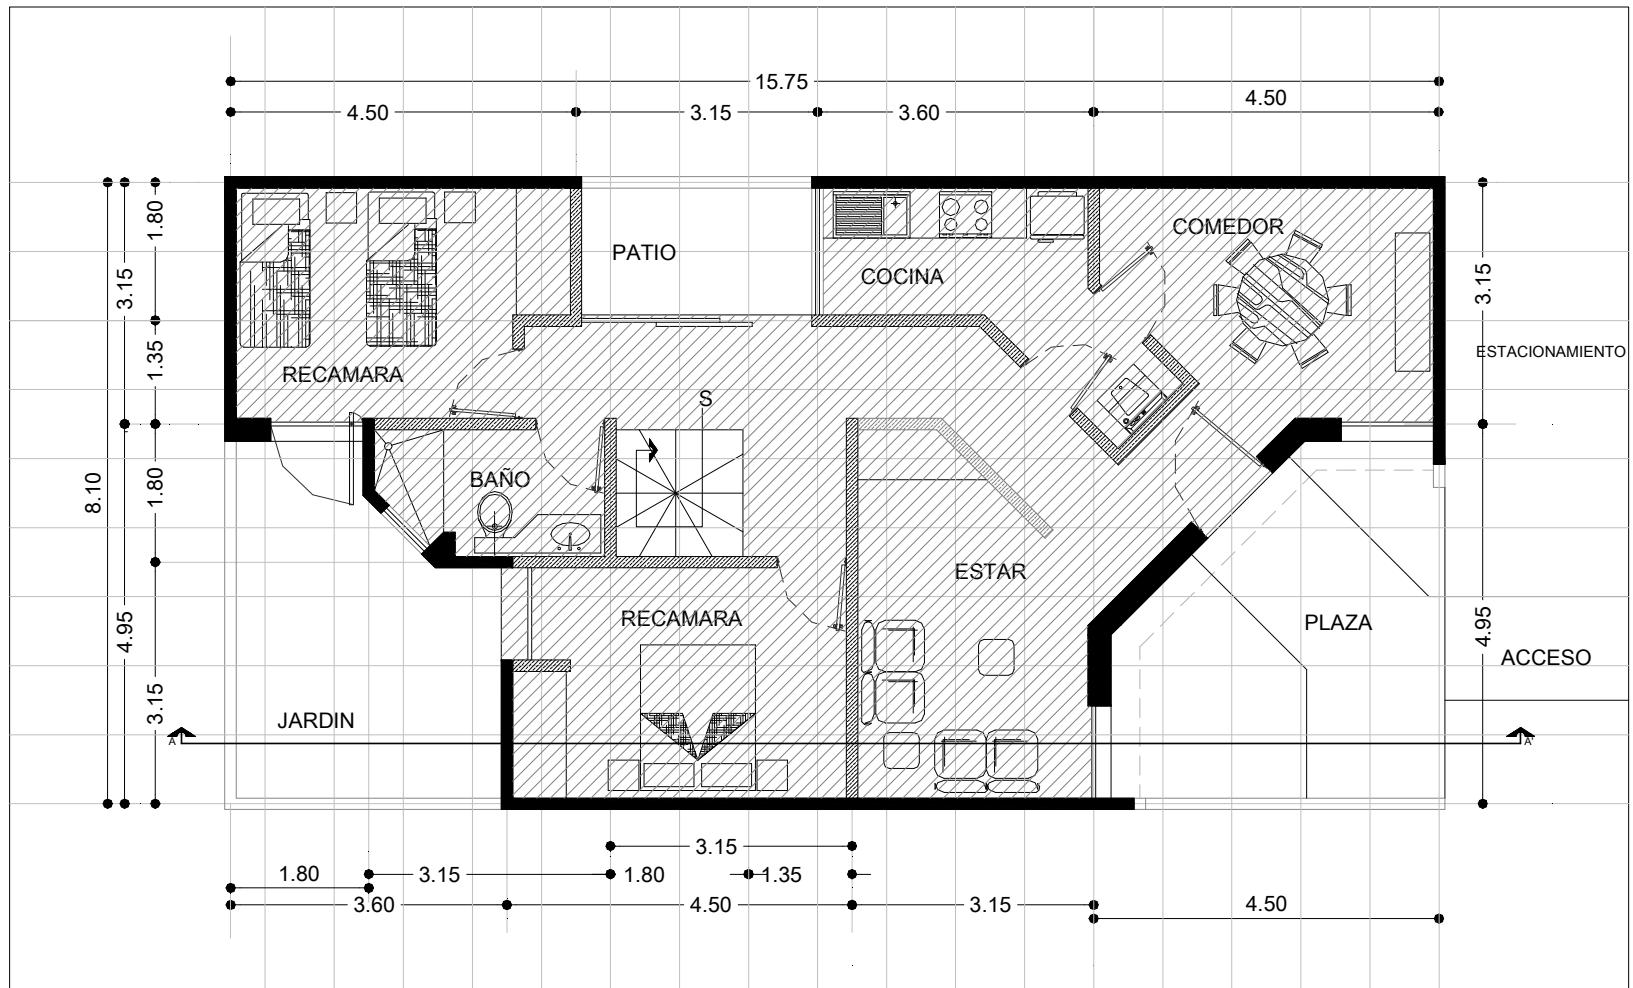 15.75
4.50
3.15
3.60
4.50
1.80
3.15
1.35
8.10
1.80
4.95
3.15
PATIO
COCINA
COMEDOR
3.15
ESTACIONAMIENTO
RECAMARA
S
BAÑO
ESTAR
RECAMARA
PLAZA
4.95
ACCESO
JARDIN
A
A'
3.15
1.80
3.15
1.80
1.35
3.60
4.50
3.15
4.50